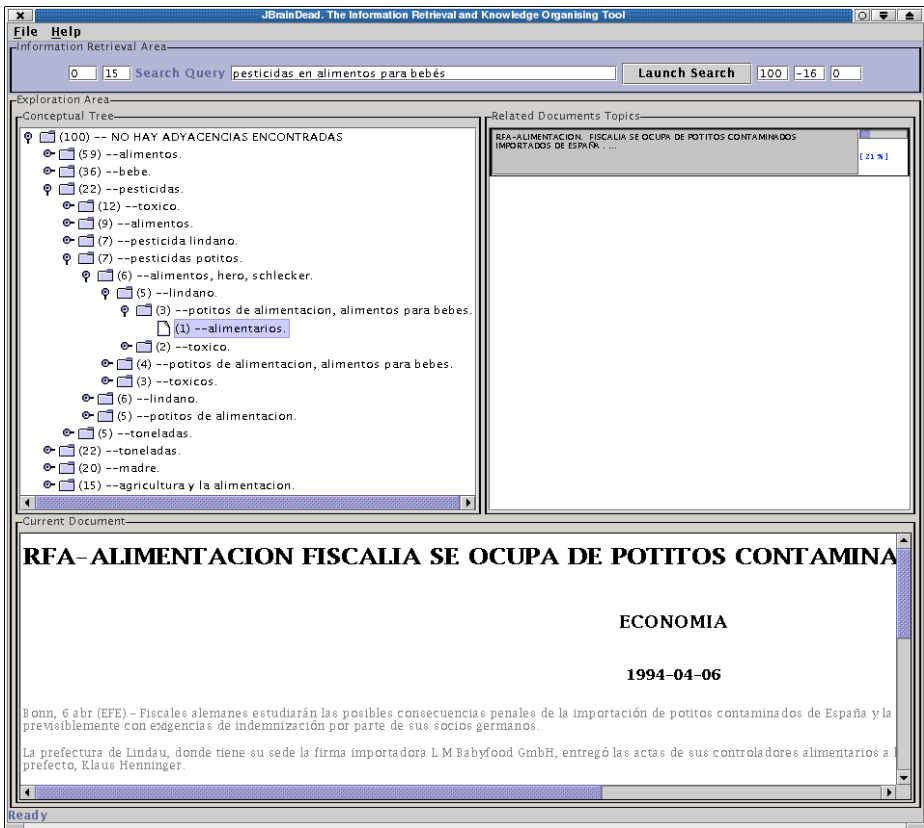 JBrainDead. The Information Retrieval and Knowledge Organising Tool
File Help
Information Retrieval Area
0 15 Search Query pesticidas en alimentos para bebés Launch Search 100 -16 0
Exploration Area
Conceptual Tree
(100) -- NO HAY ADYACENCIAS ENCONTRADAS
(59) --alimentos.
(36) --bebe.
(22) --pesticidas.
(12) --toxico.
(9) --alimentos.
(7) --pesticida lindano.
(7) --pesticidas potitos.
(6) --alimentos, hero, schlecker.
(5) --lindano.
(3) --potitos de alimentacion, alimentos para bebes.
(1) --alimentarios.
(2) --toxico.
(4) --potitos de alimentacion, alimentos para bebes.
(3) --toxicos.
(6) --lindano.
(5) --potitos de alimentacion.
(5) --toneladas.
(22) --toneladas.
(20) --madre.
(15) --agricultura y la alimentacion.
Related Documents Topics
RFA-ALIMENTACION. FISCALIA SE OCUPA DE POTITOS CONTAMINADOS
IMPORTADOS DE ESPAÑA . ...
[ 21 %]
Current Document
RFA-ALIMENTACION FISCALIA SE OCUPA DE POTITOS CONTAMINA
ECONOMIA
1994-04-06
Bonn, 6 abr (EFE).- Fiscales alemanes estudiarán las posibles consecuencias penales de la importación de potitos contaminados de España y la
previsiblemente con exigencias de indemnización por parte de sus socios germanos.
La prefectura de Lindau, donde tiene su sede la firma importadora L M Babyfood GmbH, entregó las actas de sus controladores alimentarios a
prefecto, Klaus Henninger.
Ready